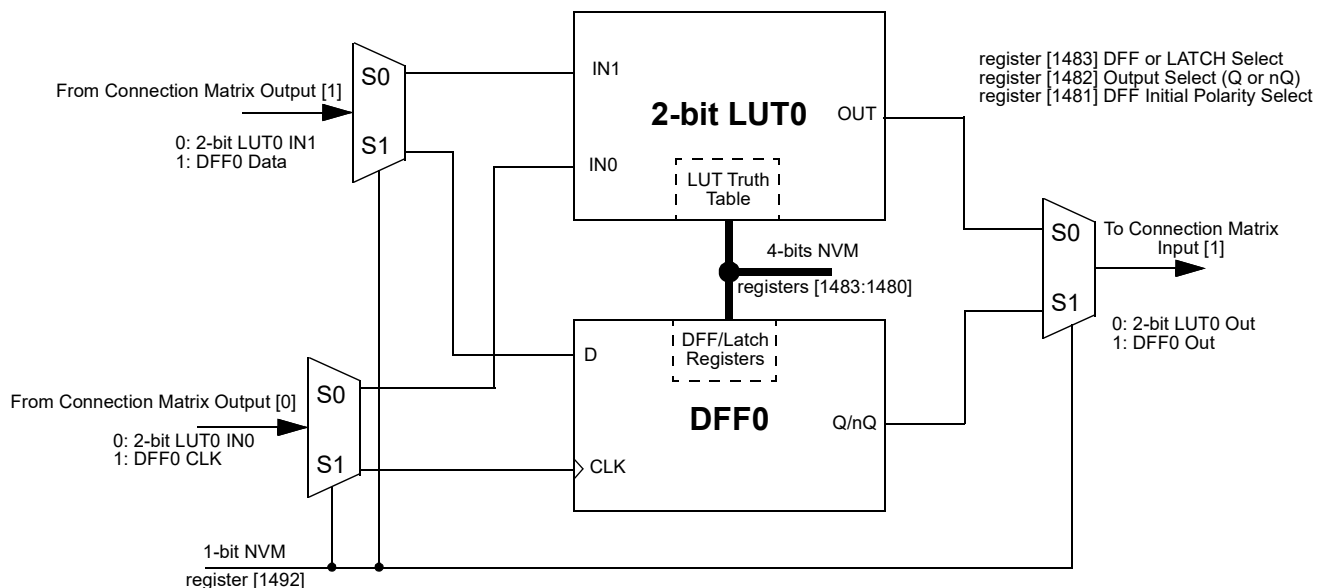 S0
IN1
From Connection Matrix Output [1]
0: 2-bit LUT0 IN1
1: DFF0 Data
S1
2-bit LUT0
OUT
IN0
LUT Truth
Table
register [1483] DFF or LATCH Select
register [1482] Output Select (Q or nQ)
register [1481] DFF Initial Polarity Select
4-bits NVM
registers [1483:1480]
S0
To Connection Matrix
Input [1]
S1
0: 2-bit LUT0 Out
1: DFF0 Out
DFF/Latch
Registers
D
DFF0
Q/nQ
CLK
S0
From Connection Matrix Output [0]
0: 2-bit LUT0 IN0
1: DFF0 CLK
S1
1-bit NVM
register [1492]